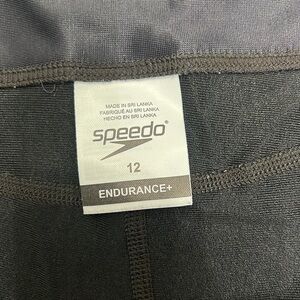 MADE IN SRI LANKA
FABRIQUÉ AU SRI LANKA
HECHO EN SRI LANKA
speedo®
12
ENDURANCE+